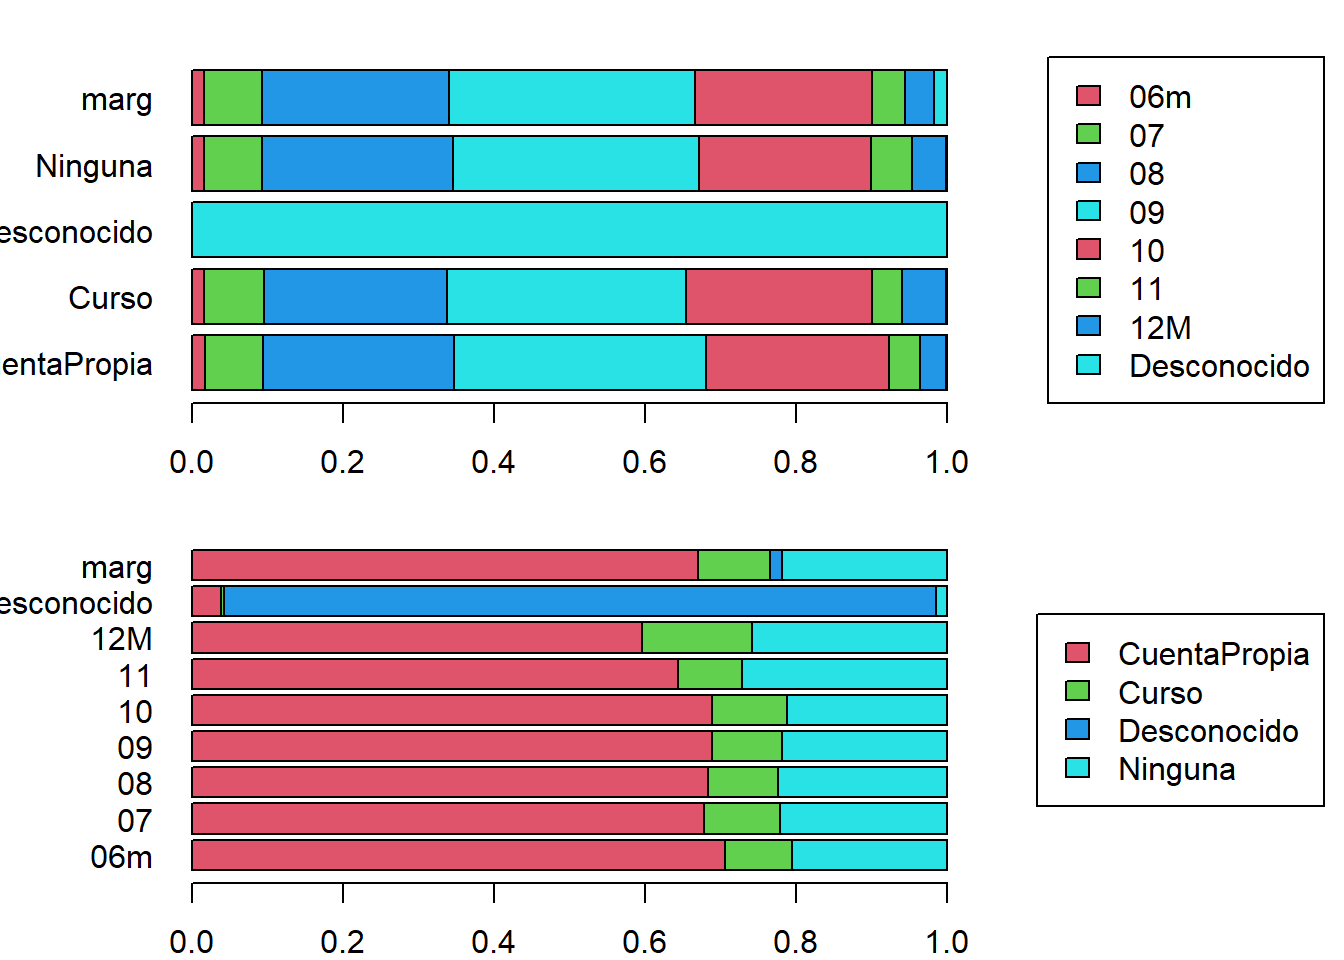 marg
Ninguna
esconocido
Curso
entaPropia
0.0 0.2 0.4 0.6 0.8 1.0
06m
07
08
09
10
11
12M
Desconocido
marg
esconocido
12M
11
10
09
08
07
06m
0.0 0.2 0.4 0.6 0.8 1.0
CuentaPropia
Curso
Desconocido
Ninguna